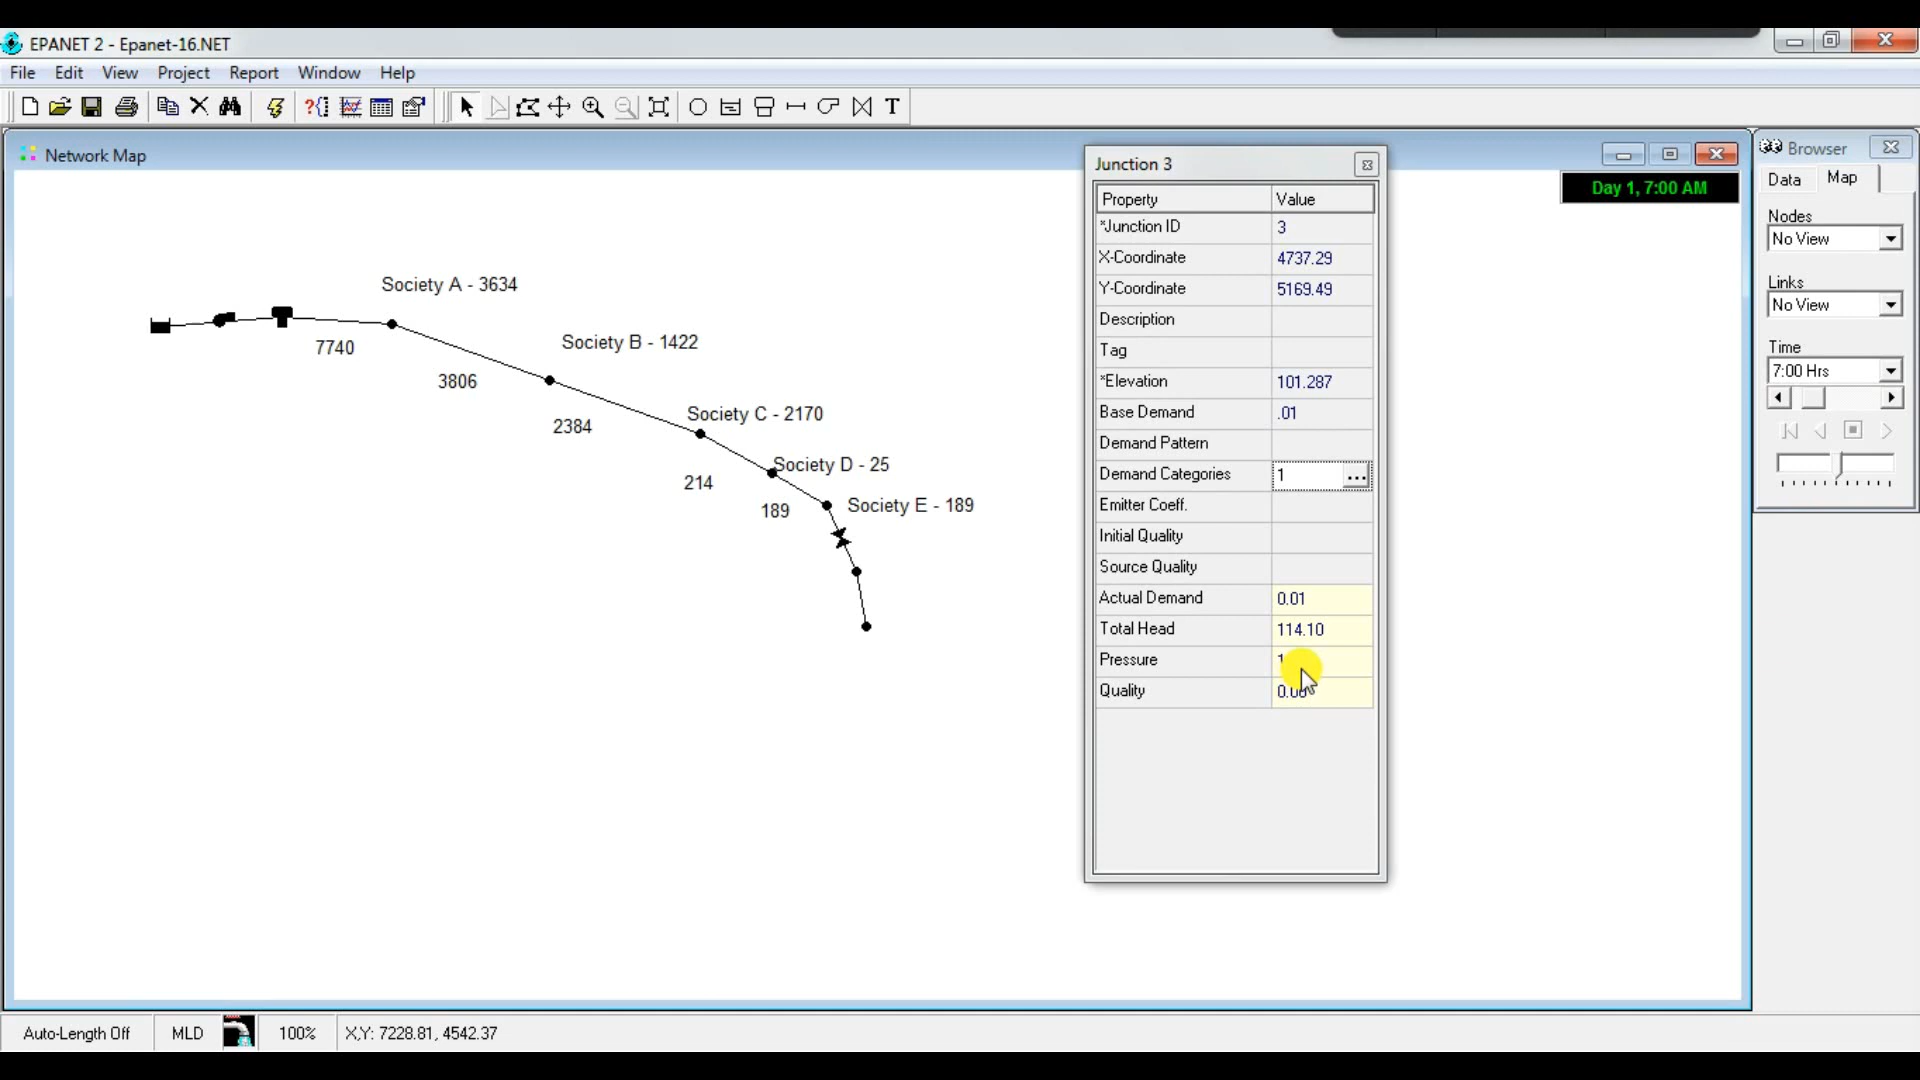 EPANET 2 - Epanet-16.NET
File Edit View Project Report Window Help
T
Network Map
Day 1, 7:00 AM
Society A - 3634
7740
Society B - 1422
3806
Society C - 2170
2384
Society D - 25
214
Society E - 189
189
Junction 3
Property Value
*Junction ID 3
X-Coordinate 4737.29
Y-Coordinate 5169.49
Description
Tag
*Elevation 101.287
Base Demand .01
Demand Pattern
Demand Categories 1 ...
Emitter Coeff.
Initial Quality
Source Quality
Actual Demand 0.01
Total Head 114.10
Pressure
Quality
Browser
Data Map
Nodes
No View
Links
No View
Time
7:00 Hrs
Auto-Length Off MLD 100% X,Y: 7228.81, 4542.37